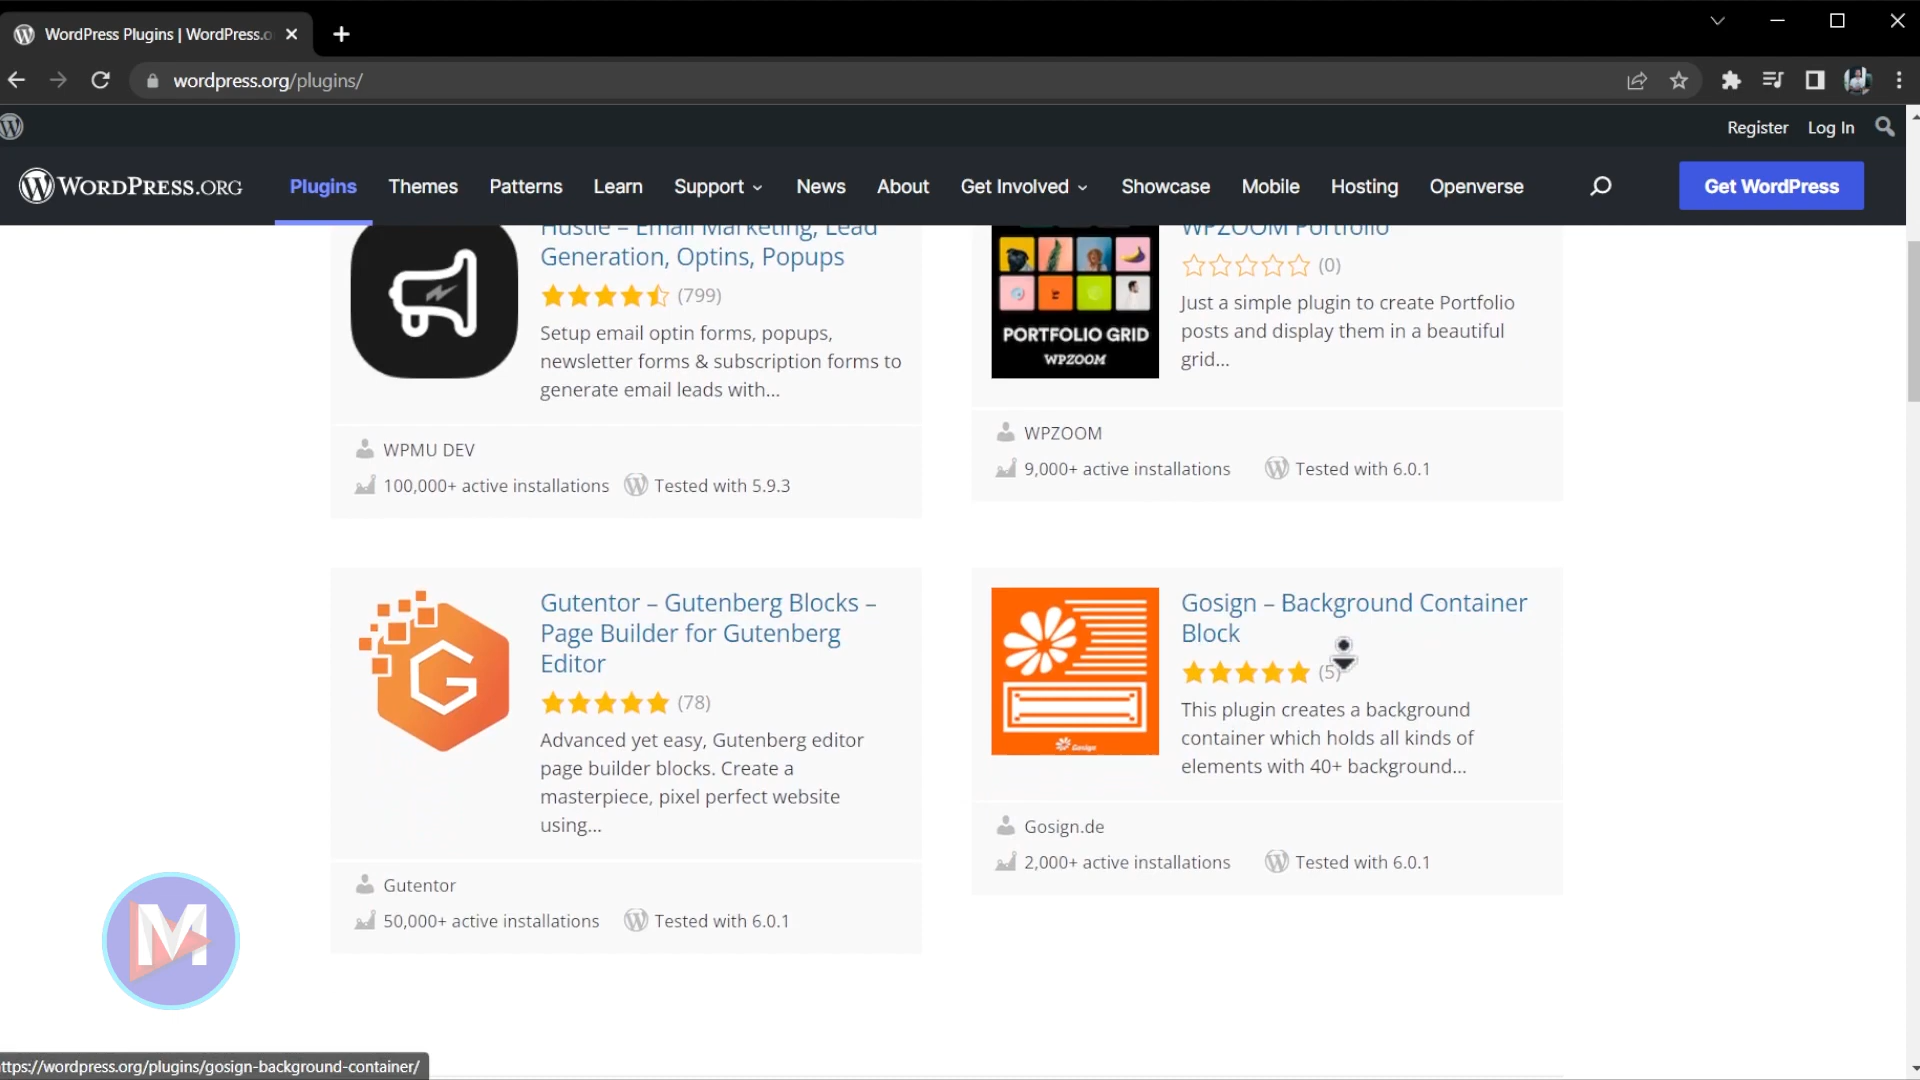 WordPress Plugins | WordPress.o
wordpress.org/plugins/
Register
Log In
WORDPRESS.ORG
Plugins
Themes
Patterns
Learn
Support
News
About
Get Involved
Showcase
Mobile
Hosting
Openverse
Get WordPress
Hustle – Email Marketing, Lead
Generation, Optins, Popups
(799)
Setup email optin forms, popups,
newsletter forms & subscription forms to
generate email leads with...
WPMU DEV
100,000+ active installations
Tested with 5.9.3
PORTFOLIO GRID
WPZOOM
WPZOOM Portfolio
(0)
Just a simple plugin to create Portfolio
posts and display them in a beautiful
grid...
WPZOOM
9,000+ active installations
Tested with 6.0.1
G
Gutentor – Gutenberg Blocks –
Page Builder for Gutenberg
Editor
(78)
Advanced yet easy, Gutenberg editor
page builder blocks. Create a
masterpiece, pixel perfect website
using...
Gutentor
50,000+ active installations
Tested with 6.0.1
Gosign
Gosign – Background Container
Block
(5)
This plugin creates a background
container which holds all kinds of
elements with 40+ background...
Gosign.de
2,000+ active installations
Tested with 6.0.1
M
ttps://wordpress.org/plugins/gosign-background-container/